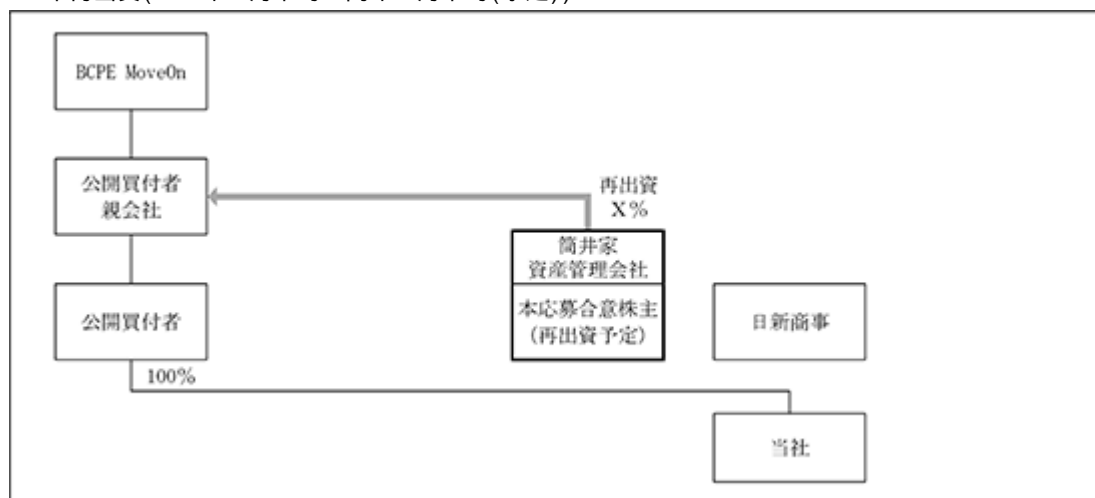 BCPE MoveOn
公開買付者
親会社
再出資
X%
筒井家
資産管理会社
本応募合意株主
(再出資予定)
公開買付者
日新商事
100%
当社